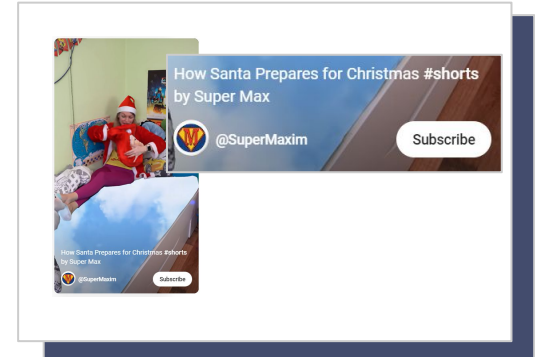 How Santa Prepares for Christmas #shorts
by Super Max
@SuperMaxim
Subscribe
How Santa Prepares for Christmas #shorts
by Super Max
@SuperMaxim
Subscribe